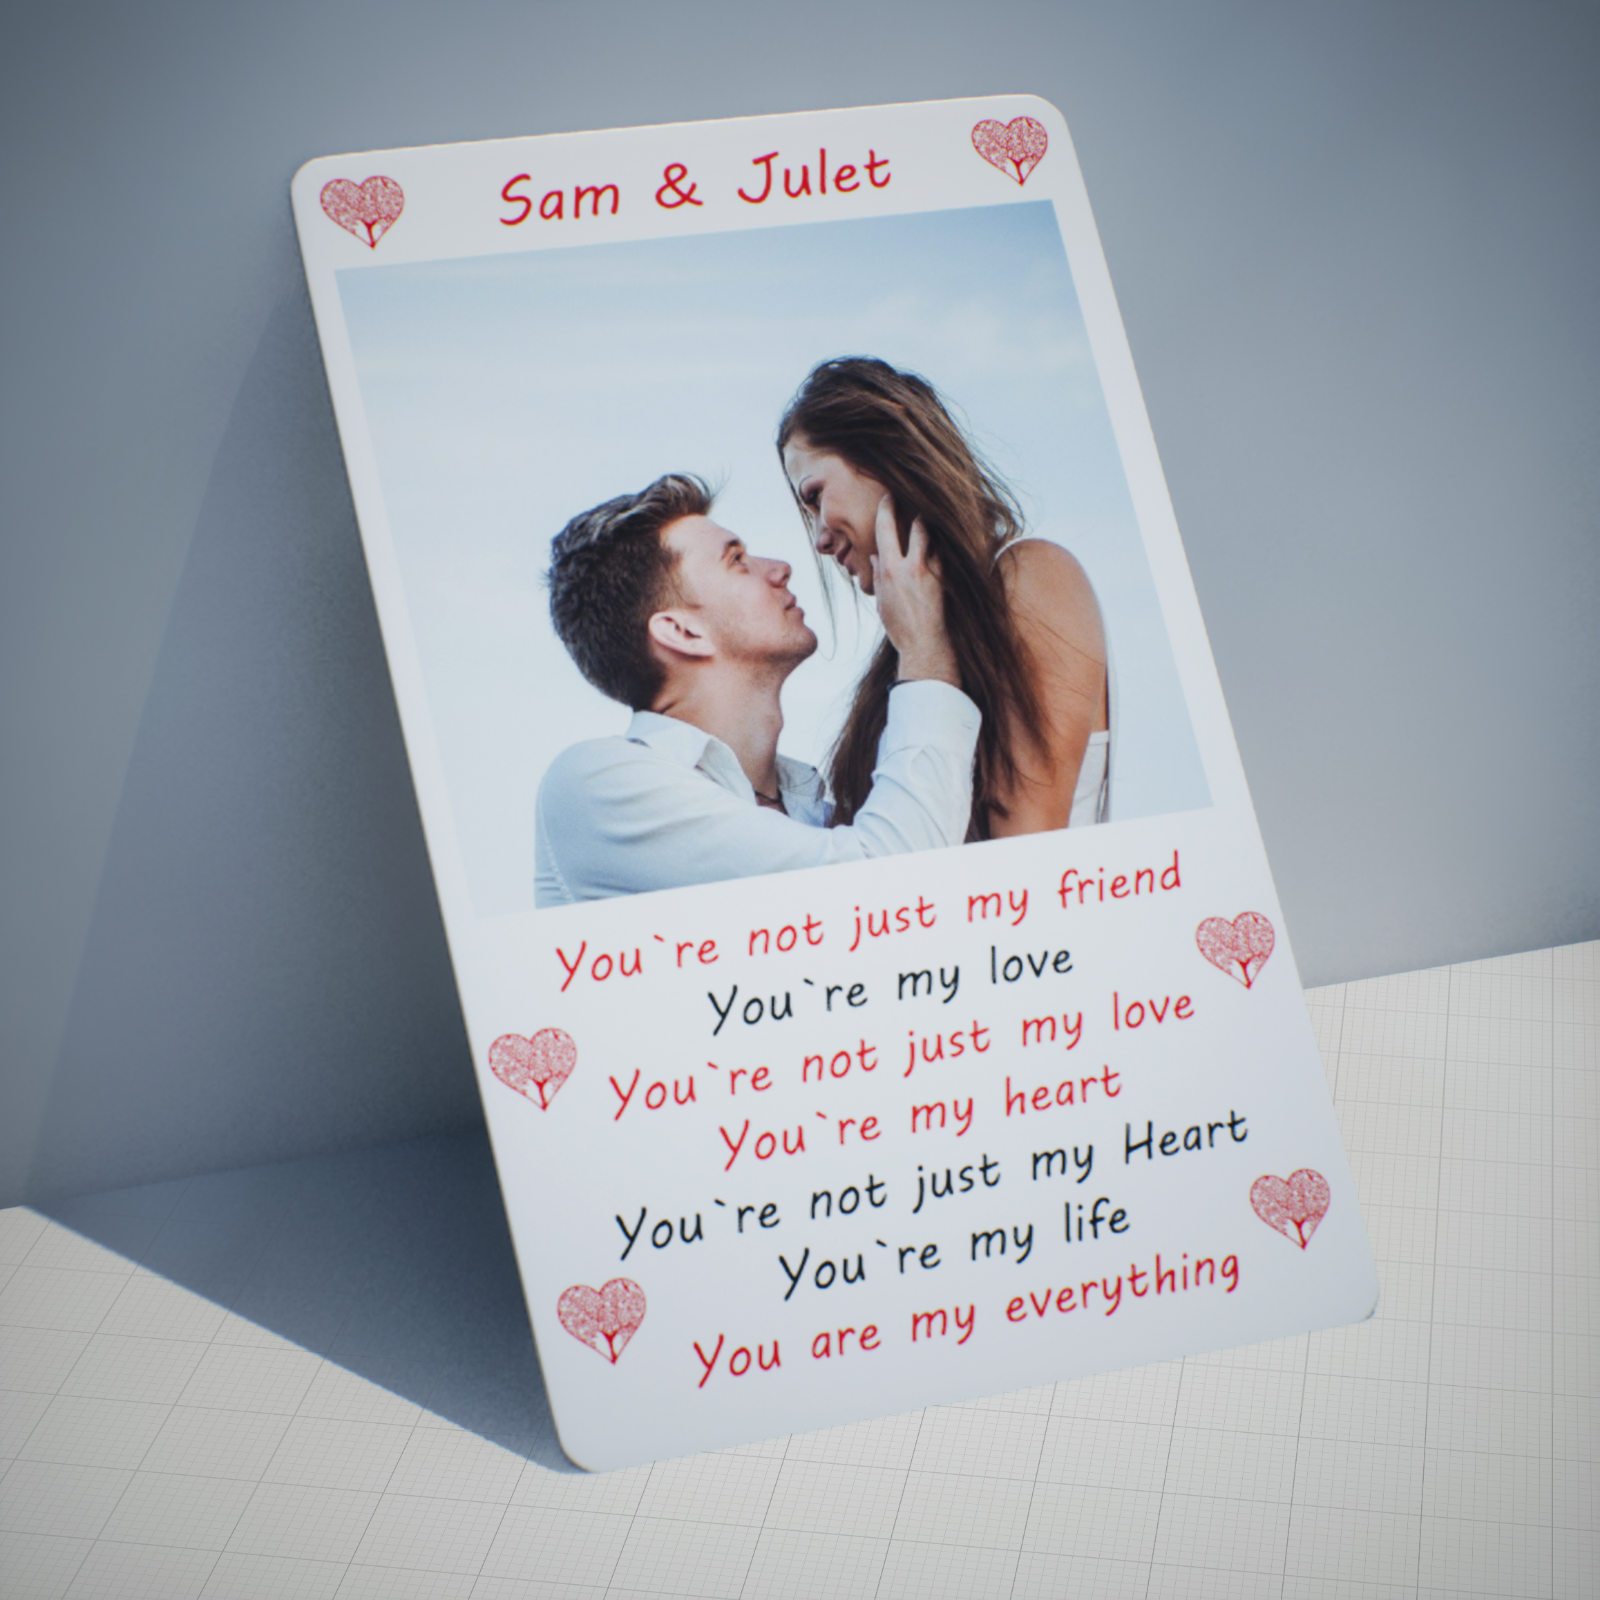 Sam & Julet
You`re not just my friend
You`re my love
You`re not just my love
You`re my heart
You`re not just my Heart
You`re my life
You are my everything